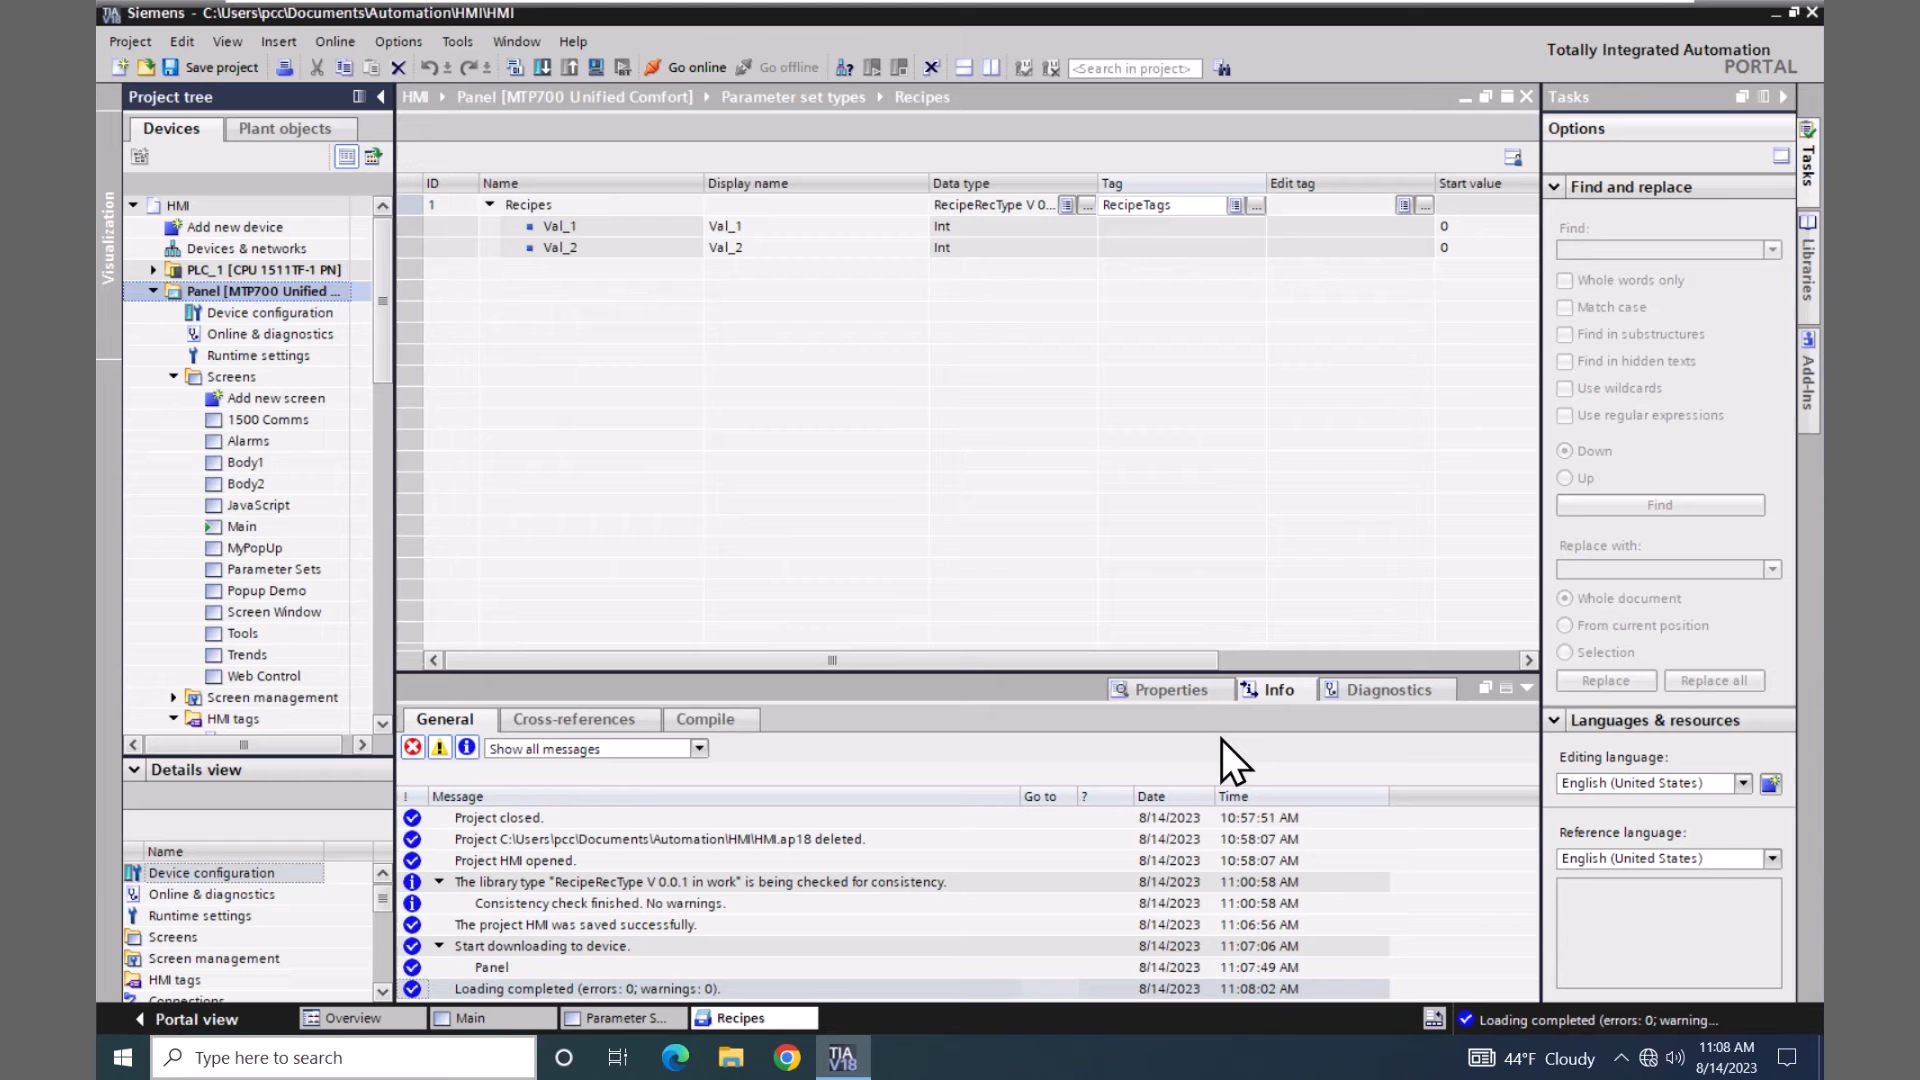 Siemens - C:\Users\pcc\Documents\Automation\HMI\HMI
Project Edit View Insert Online Options Tools Window Help
Totally Integrated Automation
PORTAL
Save project
Go online
Go offline
<Search in project>
Project tree
HMI Panel [MTP700 Unified Comfort] Parameter set types Recipes
Tasks
Devices
Plant objects
Options
Visualization
Tasks
Libraries
Add-Ins
HMI
Add new device
Devices & networks
PLC_1 [CPU 1511TF-1 PN]
Panel [MTP700 Unified ...
Device configuration
Online & diagnostics
Runtime settings
Screens
Add new screen
1500 Comms
Alarms
Body1
Body2
JavaScript
Main
MyPopUp
Parameter Sets
Popup Demo
Screen Window
Tools
Trends
Web Control
Screen management
HMI tags
ID Name Display name Data type Tag Edit tag Start value
1 Recipes RecipeRecType V 0... RecipeTags
Val_1 Val_1 Int 0
Val_2 Val_2 Int 0
Find and replace
Find:
Whole words only
Match case
Find in substructures
Find in hidden texts
Use wildcards
Use regular expressions
Down
Up
Find
Replace with:
Whole document
From current position
Selection
Replace
Replace all
Languages & resources
Editing language:
English (United States)
Reference language:
English (United States)
Properties Info Diagnostics
General Cross-references Compile
Show all messages
! Message Go to ? Date Time
Project closed. 8/14/2023 10:57:51 AM
Project C:\Users\pcc\Documents\Automation\HMI\HMI.ap18 deleted. 8/14/2023 10:58:07 AM
Project HMI opened. 8/14/2023 10:58:07 AM
The library type "RecipeRecType V 0.0.1 in work" is being checked for consistency. 8/14/2023 11:00:58 AM
Consistency check finished. No warnings. 8/14/2023 11:00:58 AM
The project HMI was saved successfully. 8/14/2023 11:06:56 AM
Start downloading to device. 8/14/2023 11:07:06 AM
Panel 8/14/2023 11:07:49 AM
Loading completed (errors: 0; warnings: 0). 8/14/2023 11:08:02 AM
Details view
Name
Device configuration
Online & diagnostics
Runtime settings
Screens
Screen management
HMI tags
Connections
Portal view
Overview
Main
Parameter S...
Recipes
Loading completed (errors: 0; warning...
Type here to search
TIA
V18
44°F Cloudy
11:08 AM
8/14/2023